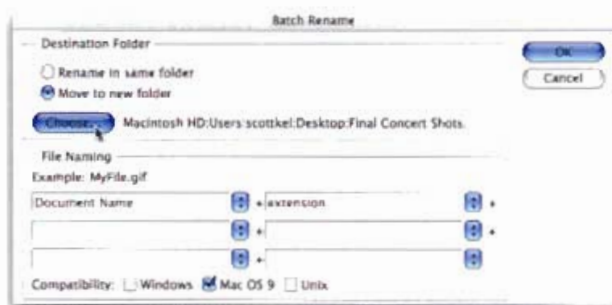 Batch Rename
Destination Folder
Rename in same folder
Move to new folder
OK
Cancel
Choose... Macintosh HD:Users:scottkel:Desktop:Final Concert Shots.
File Naming
Example: MyFile.gif
Document Name + extension +
+ +
+
Compatibility: Windows Mac OS 9 Unix